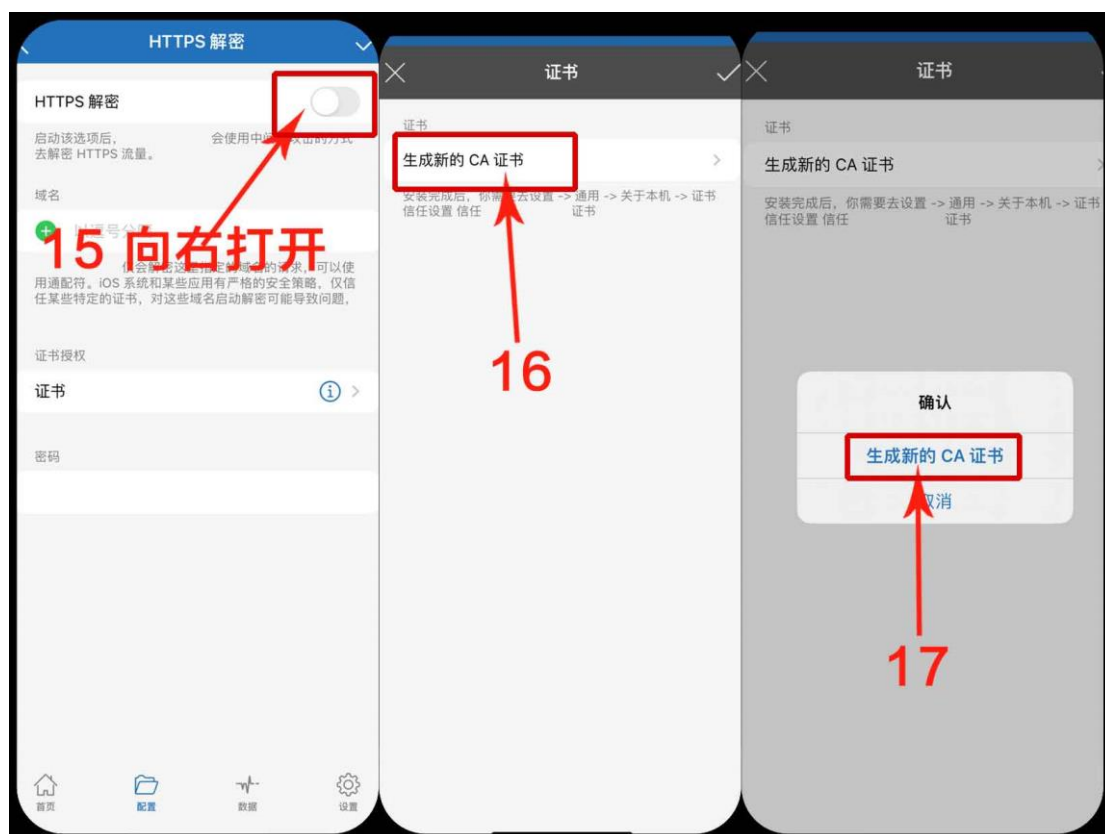 HTTPS 解密
HTTPS 解密
启动该选项后, 会使用中 攻击的方式
去解密 HTTPS 流量。
域名
15 向右打开
仅会解密这些指定的域名的请求, 可以使
用通配符。iOS 系统和某些应用有严格的安全策略, 仅信
任某些特定的证书, 对这些域名启动解密可能导致问题,
证书授权
证书
密码
首页
配置
数据
设置
证书
证书
生成新的 CA 证书
安装完成后, 你需要去设置 -> 通用 -> 关于本机 -> 证书
信任设置 信任 证书
16
证书
证书
生成新的 CA 证书
安装完成后, 你需要去设置 -> 通用 -> 关于本机 -> 证书
信任设置 信任 证书
确认
生成新的 CA 证书
取消
17